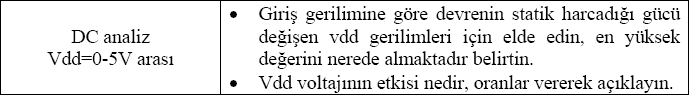 DC analiz
Vdd=0-5V arası
• Giriş gerilimine göre devrenin statik harcadığı gücü
değişen vdd gerilimleri için elde edin, en yüksek
değerini nerede almaktadır belirtin.
• Vdd voltajının etkisi nedir, oranlar vererek açıklayın.